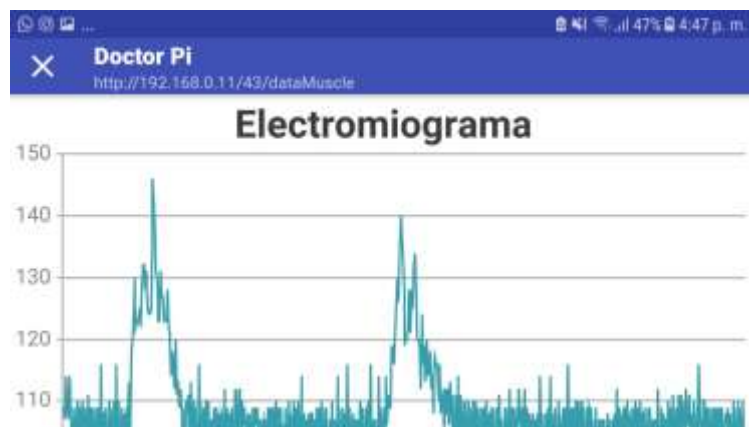 ... 47% 4:47 p. m.
Doctor Pi
http://192.168.0.11/43/dataMuscle
Electromiograma
150
140
130
120
110